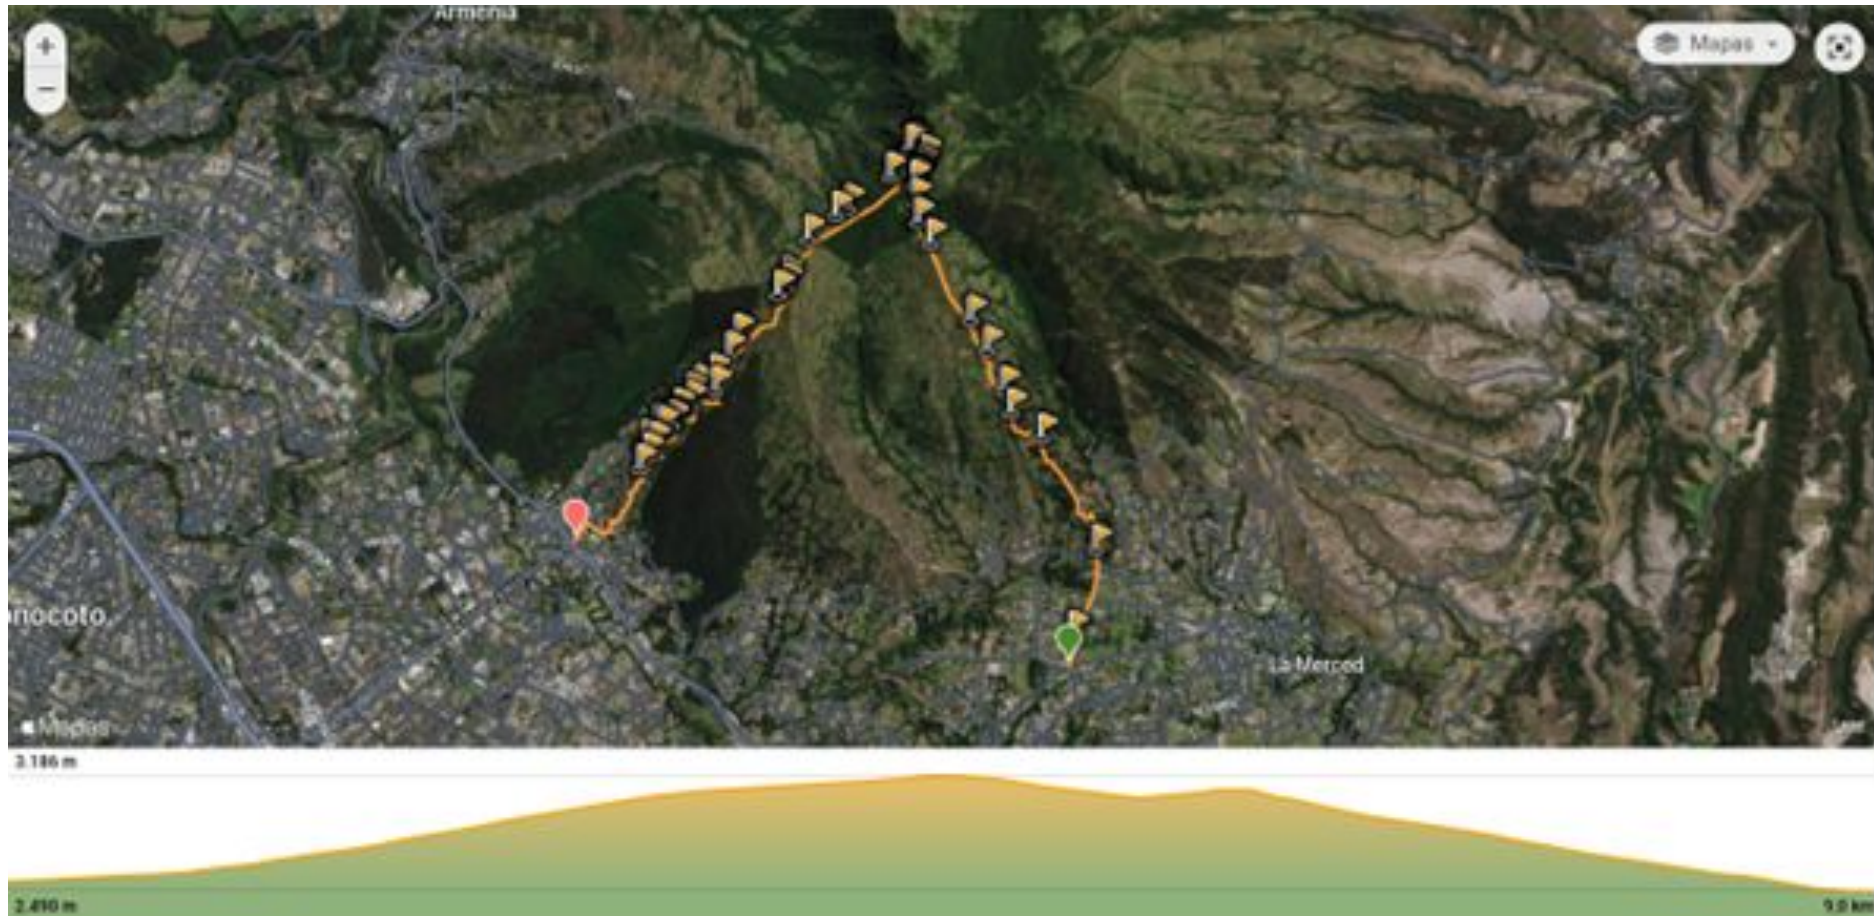 Armenia
+
Mapas
−
nocoto
La Merced
Mapas
3.186 m
2.490 m
9.0 km